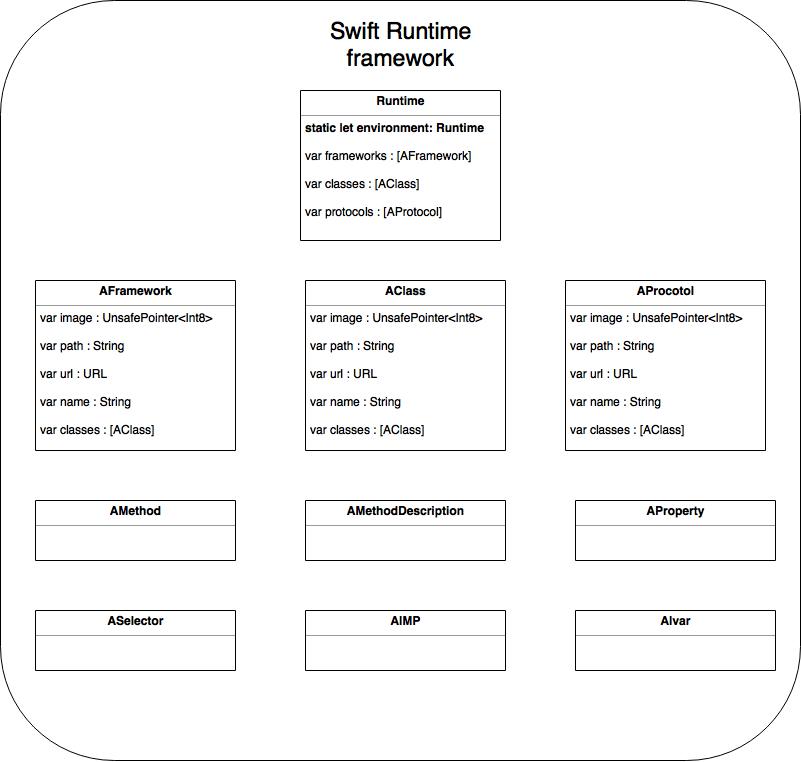 Swift Runtime
framework
Runtime
static let environment: Runtime
var frameworks : [AFramework]
var classes : [AClass]
var protocols : [AProtocol]
AFramework
var image : UnsafePointer<Int8>
var path : String
var url : URL
var name : String
var classes : [AClass]
AClass
var image : UnsafePointer<Int8>
var path : String
var url : URL
var name : String
var classes : [AClass]
AProcotol
var image : UnsafePointer<Int8>
var path : String
var url : URL
var name : String
var classes : [AClass]
AMethod
AMethodDescription
AProperty
ASelector
AIMP
AIvar